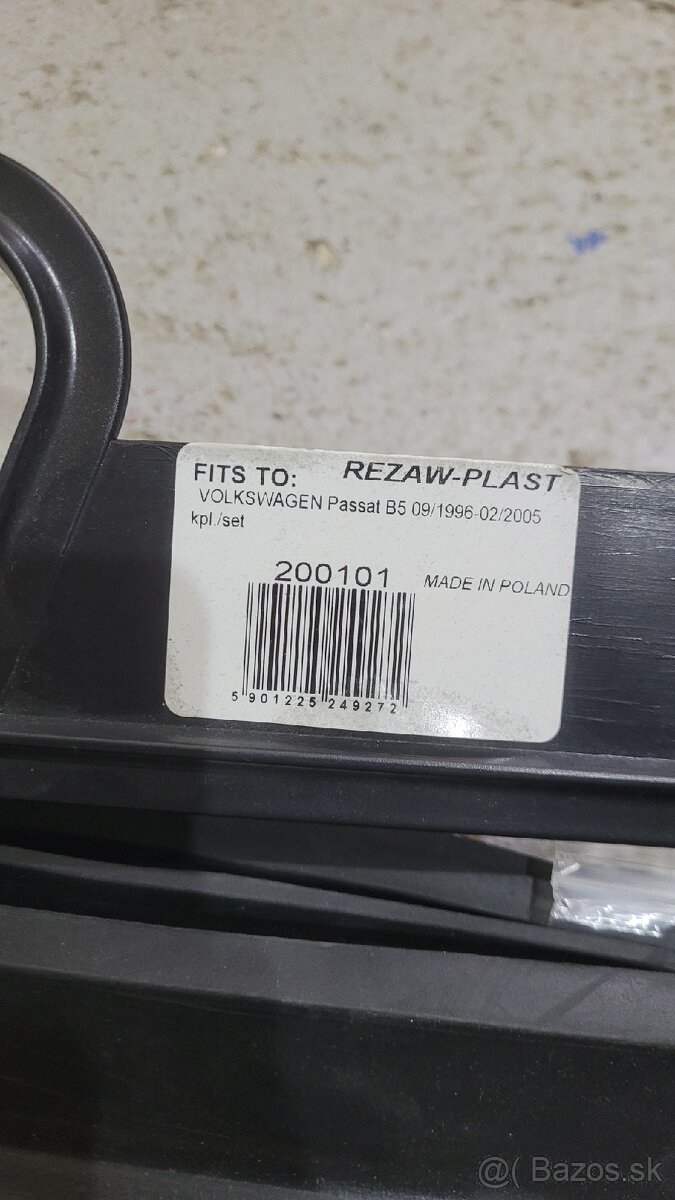 FITS TO: REZAW-PLAST
VOLKSWAGEN Passat B5 09/1996-02/2005
kpl./set
200101 MADE IN POLAND
5 901225 249272
@( Bazos.sk